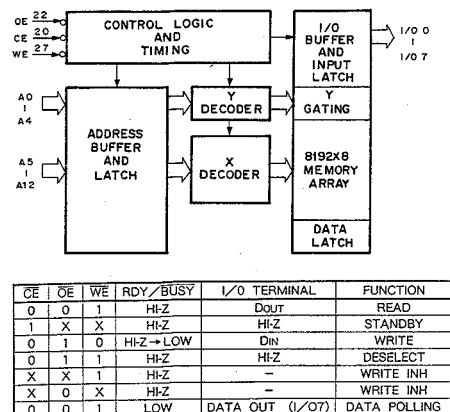 OE 22
CE 20
WE 27
CONTROL LOGIC
AND
TIMING
I/O
BUFFER
AND
INPUT
LATCH
I/O 0
I
I/O 7
A0
I
A4
Y
DECODER
Y
GATING
ADDRESS
BUFFER
AND
LATCH
A5
I
A12
X
DECODER
8192X8
MEMORY
ARRAY
DATA
LATCH
CE OE WE RDY/BUSY I/O TERMINAL FUNCTION
0 0 1 HI-Z DOUT READ
1 X X HI-Z HI-Z STANDBY
0 1 0 HI-Z→LOW DIN WRITE
0 1 1 HI-Z HI-Z DESELECT
X X 1 HI-Z - WRITE INH
X 0 X HI-Z - WRITE INH
0 0 1 LOW DATA OUT (I/O7) DATA POLLING